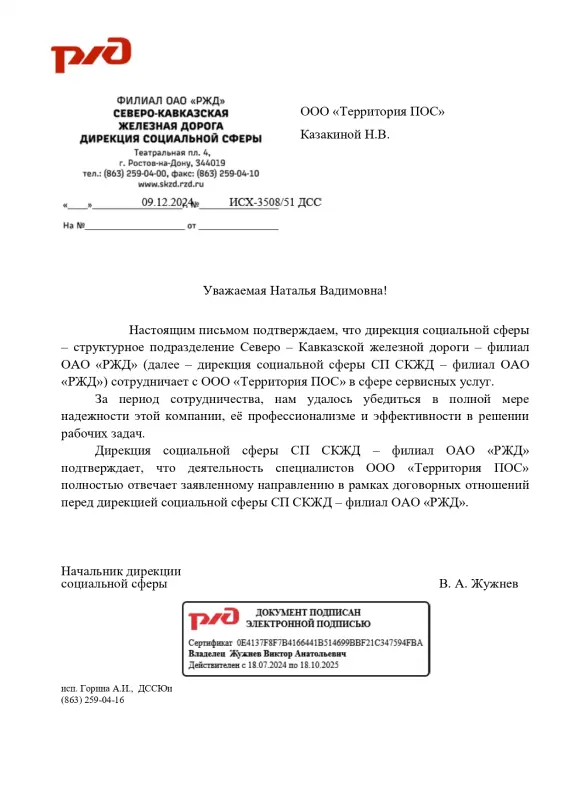 ржд
ФИЛИАЛ ОАО «РЖД»
СЕВЕРО-КАВКАЗСКАЯ
ЖЕЛЕЗНАЯ ДОРОГА
ДИРЕКЦИЯ СОЦИАЛЬНОЙ СФЕРЫ
Театральная пл. 4,
г. Ростов-на-Дону, 344019
тел.: (863) 259-04-00, факс: (863) 259-04-10
www.skzd.rzd.ru
«___»______09.12.2024 г. №____ИСХ-3508/51 ДСС
На №____________________ от ________________
ООО «Территория ПОС»
Казакиной Н.В.
Уважаемая Наталья Вадимовна!
Настоящим письмом подтверждаем, что дирекция социальной сферы
– структурное подразделение Северо – Кавказской железной дороги – филиал
ОАО «РЖД» (далее – дирекция социальной сферы СП СКЖД – филиал ОАО
«РЖД») сотрудничает с ООО «Территория ПОС» в сфере сервисных услуг.
За период сотрудничества, нам удалось убедиться в полной мере
надежности этой компании, её профессионализме и эффективности в решении
рабочих задач.
Дирекция социальной сферы СП СКЖД – филиал ОАО «РЖД»
подтверждает, что деятельность специалистов ООО «Территория ПОС»
полностью отвечает заявленному направлению в рамках договорных отношений
перед дирекцией социальной сферы СП СКЖД – филиал ОАО «РЖД».
Начальник дирекции
социальной сферы В. А. Жужнев
ржд
ДОКУМЕНТ ПОДПИСАН
ЭЛЕКТРОННОЙ ПОДПИСЬЮ
Сертификат 0E4137F8F7B4166441B514699BBF21C347594FBA
Владелец Жужнев Виктор Анатольевич
Действителен с 18.07.2024 по 18.10.2025
исп. Горина А.И., ДССЮи
(863) 259-04-16